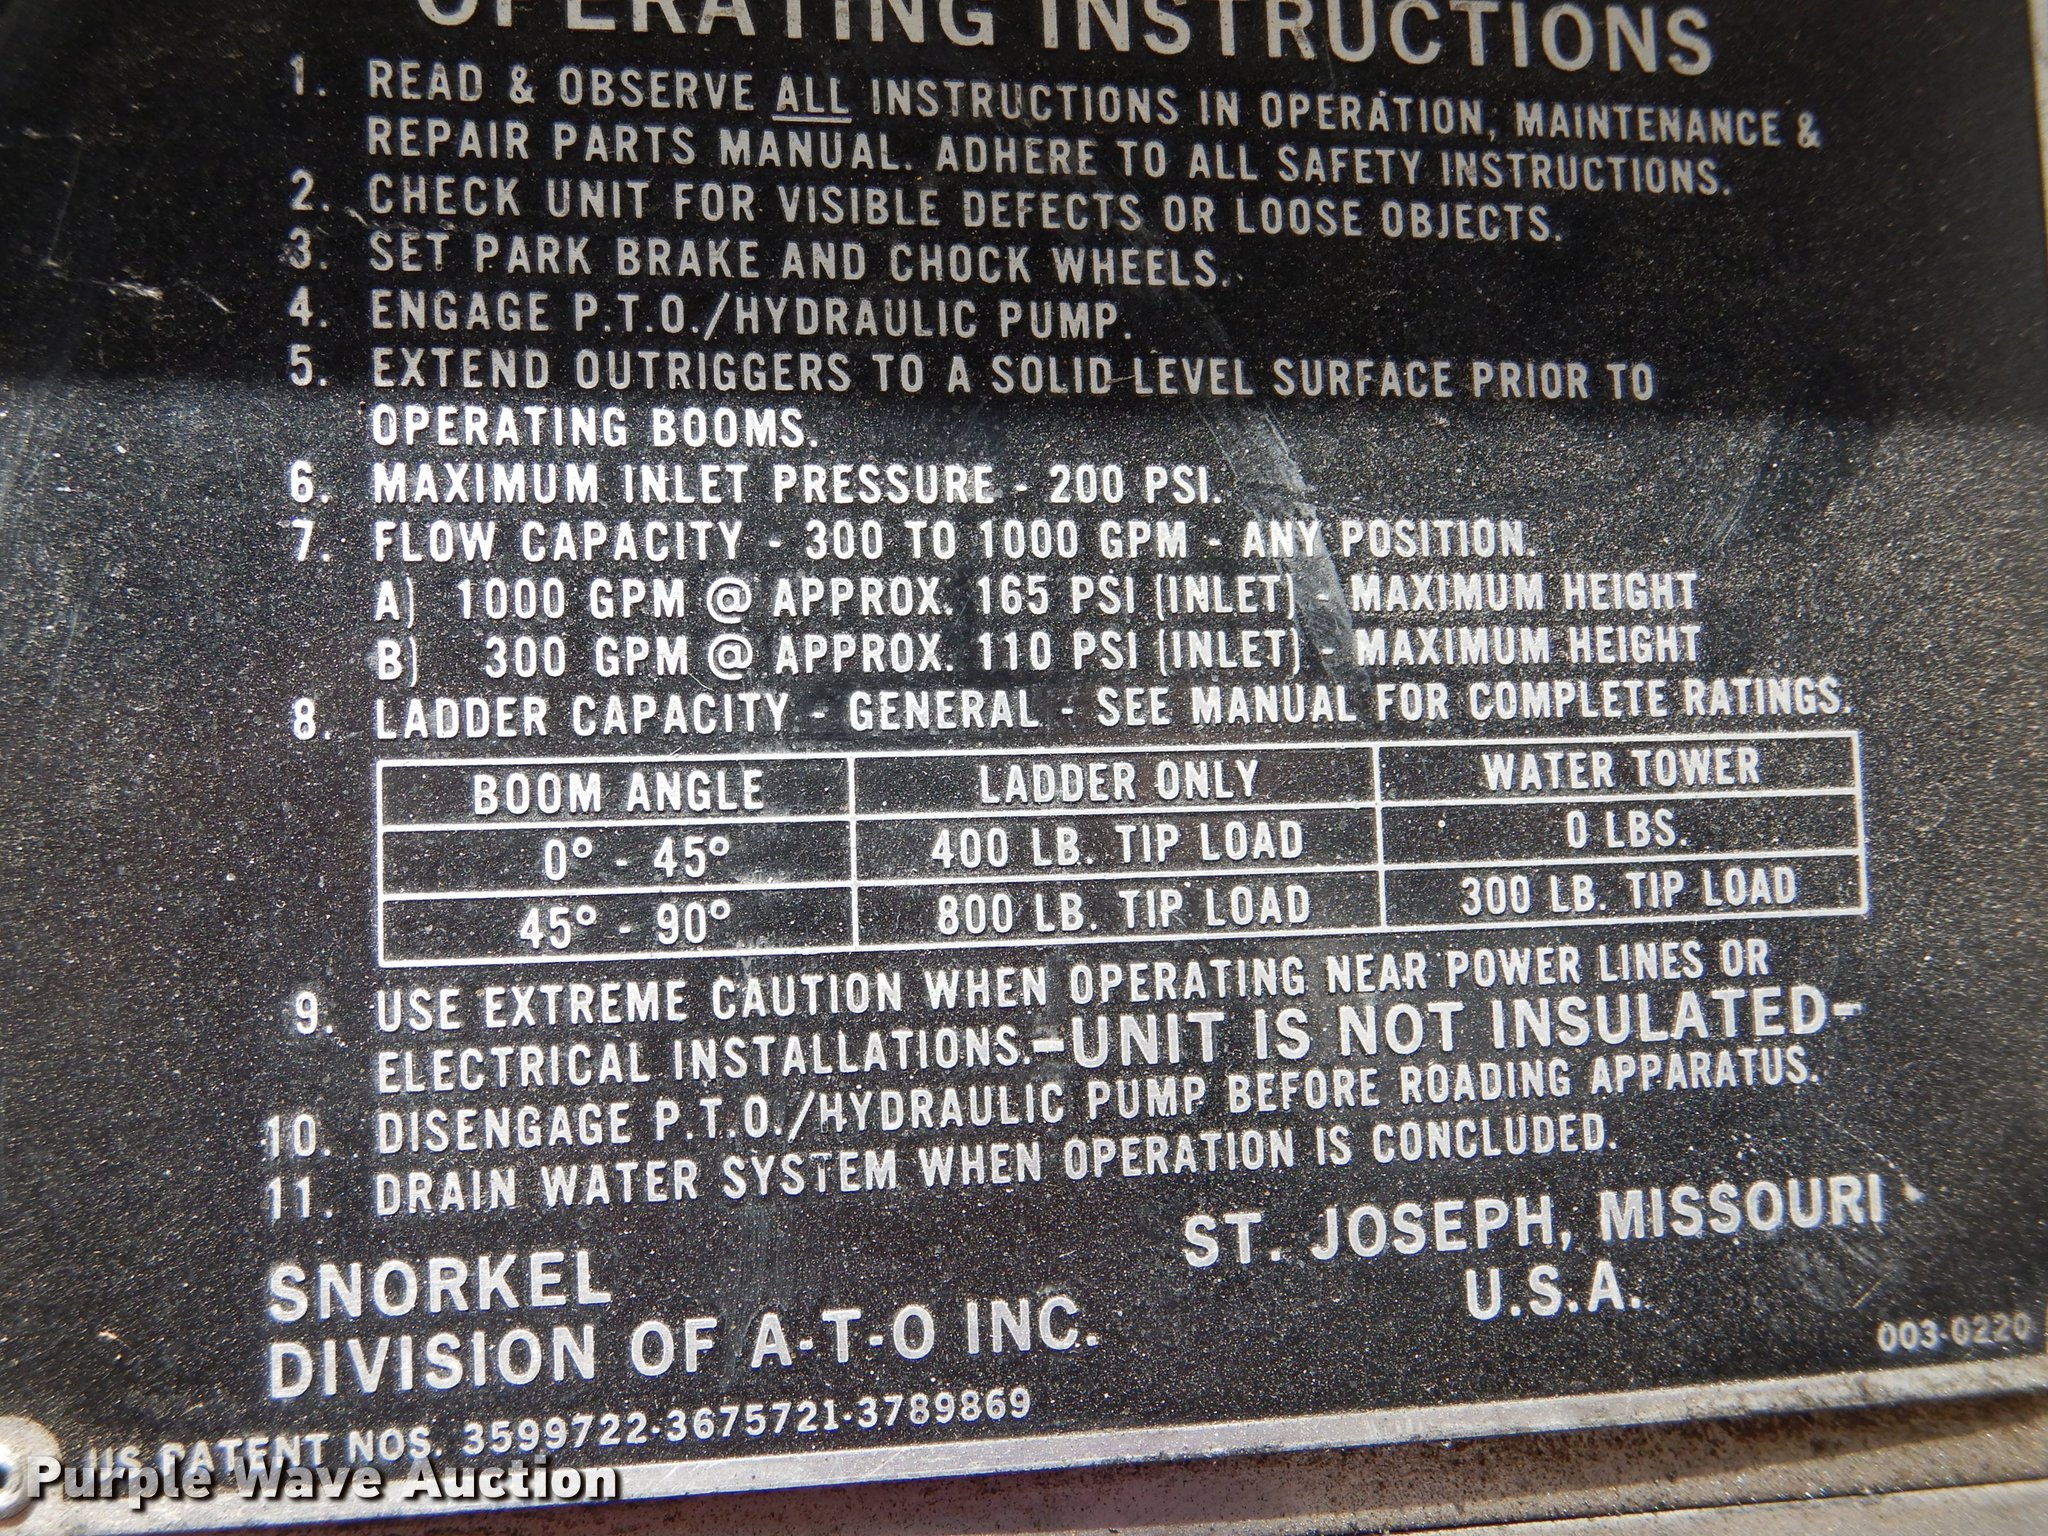 OPERATING INSTRUCTIONS
1. READ & OBSERVE ALL INSTRUCTIONS IN OPERATION, MAINTENANCE &
REPAIR PARTS MANUAL. ADHERE TO ALL SAFETY INSTRUCTIONS.
2. CHECK UNIT FOR VISIBLE DEFECTS OR LOOSE OBJECTS.
3. SET PARK BRAKE AND CHOCK WHEELS.
4. ENGAGE P.T.O./HYDRAULIC PUMP.
5. EXTEND OUTRIGGERS TO A SOLID LEVEL SURFACE PRIOR TO
OPERATING BOOMS.
6. MAXIMUM INLET PRESSURE - 200 PSI.
7. FLOW CAPACITY - 300 TO 1000 GPM - ANY POSITION.
A) 1000 GPM @ APPROX. 165 PSI (INLET) - MAXIMUM HEIGHT
B) 300 GPM @ APPROX. 110 PSI (INLET) - MAXIMUM HEIGHT
8. LADDER CAPACITY - GENERAL - SEE MANUAL FOR COMPLETE RATINGS.
BOOM ANGLE LADDER ONLY WATER TOWER
0° - 45° 400 LB. TIP LOAD 0 LBS.
45° - 90° 800 LB. TIP LOAD 300 LB. TIP LOAD
9. USE EXTREME CAUTION WHEN OPERATING NEAR POWER LINES OR
ELECTRICAL INSTALLATIONS.-UNIT IS NOT INSULATED-
10. DISENGAGE P.T.O./HYDRAULIC PUMP BEFORE ROADING APPARATUS.
11. DRAIN WATER SYSTEM WHEN OPERATION IS CONCLUDED.
SNORKEL
DIVISION OF A-T-O INC.
ST. JOSEPH, MISSOURI
U.S.A.
003-0220
US PATENT NOS. 3599722-3675721-3789869
Purple Wave Auction